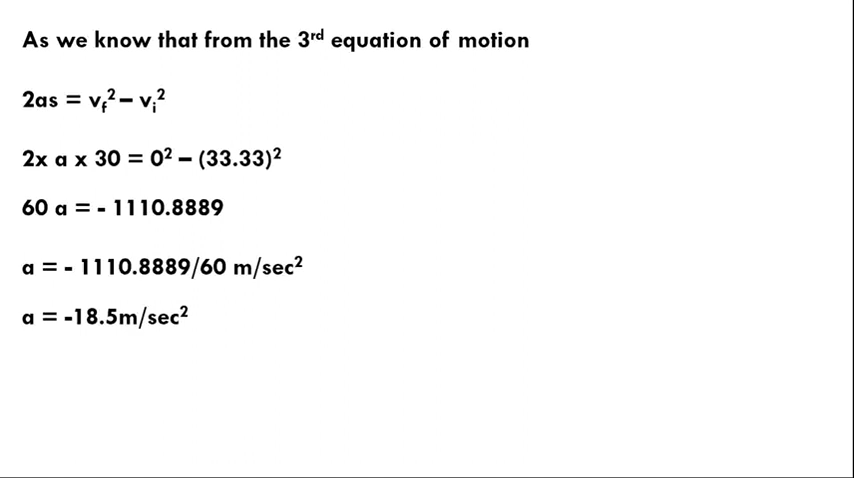 As we know that from the 3rd equation of motion
2as = vf² – vi²
2x a x 30 = 0² – (33.33)²
60 a = - 1110.8889
a = - 1110.8889/60 m/sec²
a = -18.5m/sec²